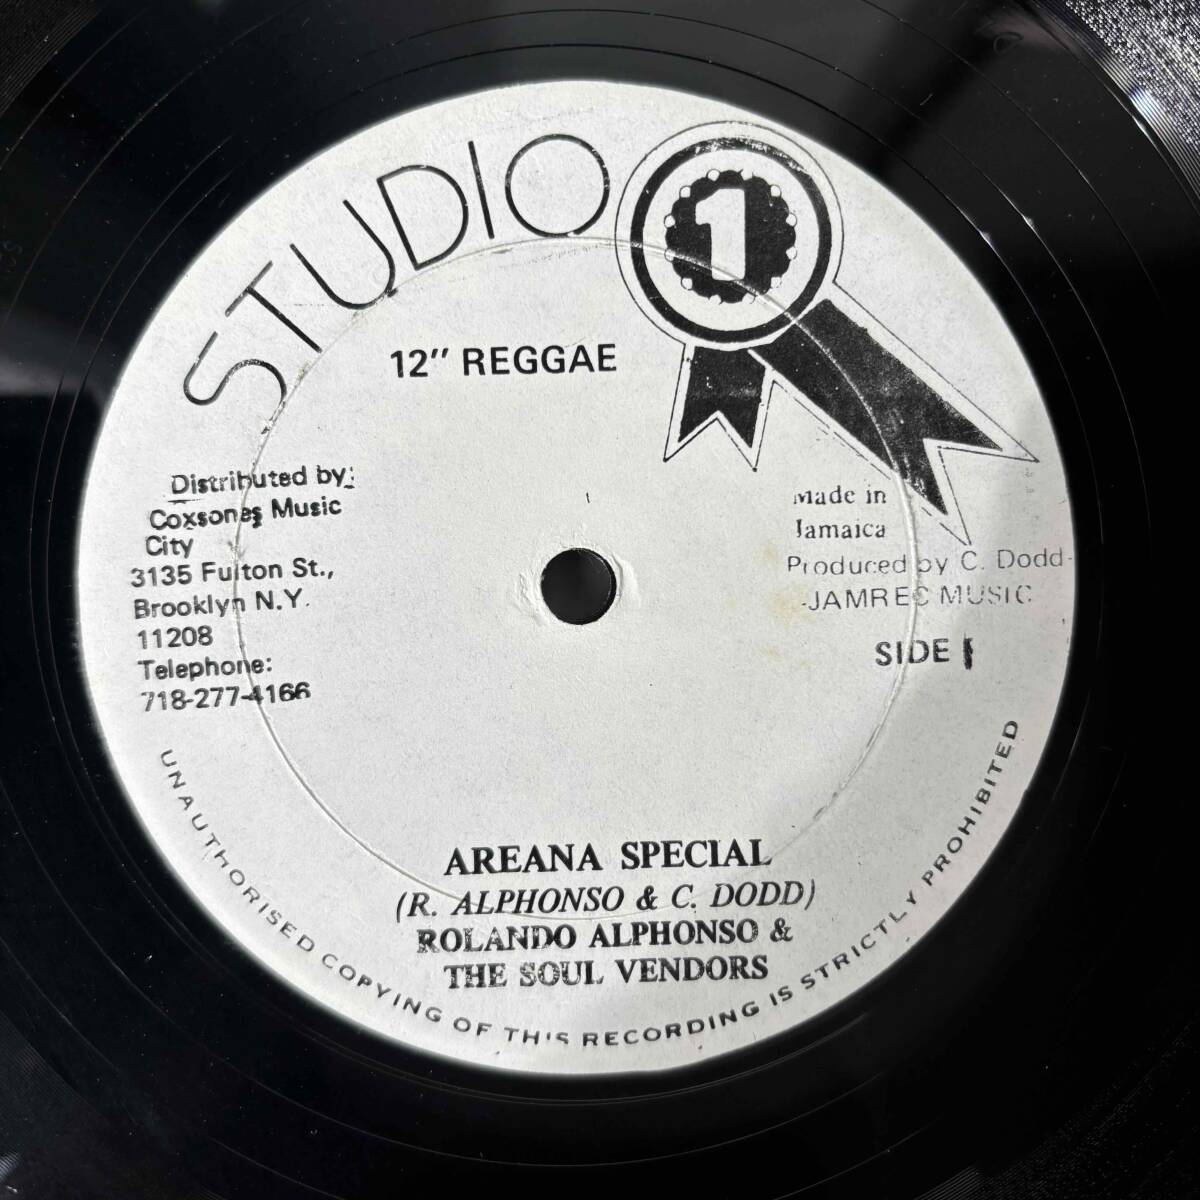 STUDIO 1
12" REGGAE
Distributed by:
Coxsones Music
City
3135 Fulton St.,
Brooklyn N.Y.
11208
Telephone:
718-277-4166
Made in
Jamaica
Produced by C. Dodd-
-JAMREC MUSIC
SIDE 1
AREANA SPECIAL
(R. ALPHONSO & C. DODD)
ROLANDO ALPHONSO &
THE SOUL VENDORS
UNAUTHORISED COPYING OF THIS RECORDING IS STRICTLY PROHIBITED